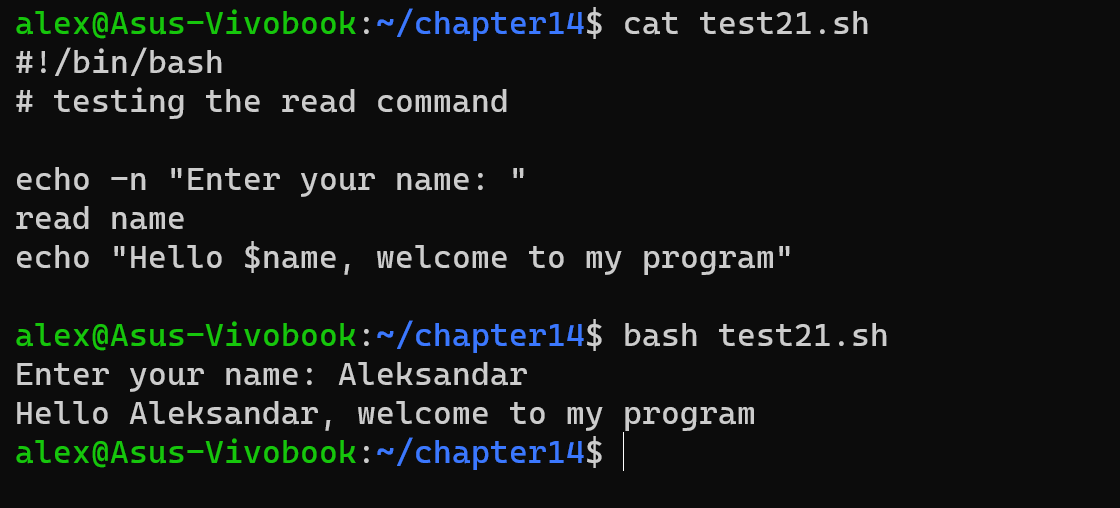 alex@Asus-Vivobook:~/chapter14$ cat test21.sh
#!/bin/bash
# testing the read command
echo -n "Enter your name: "
read name
echo "Hello $name, welcome to my program"
alex@Asus-Vivobook:~/chapter14$ bash test21.sh
Enter your name: Aleksandar
Hello Aleksandar, welcome to my program
alex@Asus-Vivobook:~/chapter14$